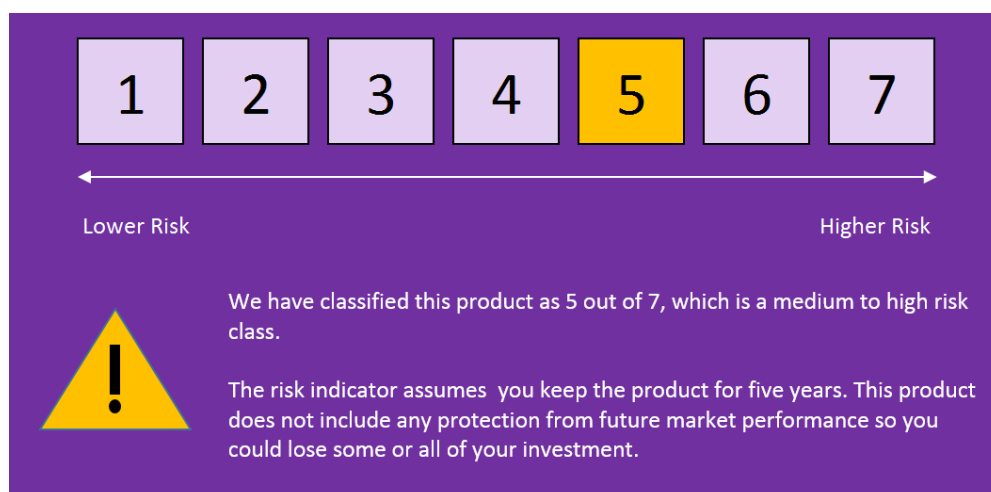 1 2 3 4 5 6 7
Lower Risk Higher Risk
We have classified this product as 5 out of 7, which is a medium to high risk
class.
!
The risk indicator assumes  you keep the product for five years. This product
does not include any protection from future market performance so you
could lose some or all of your investment.